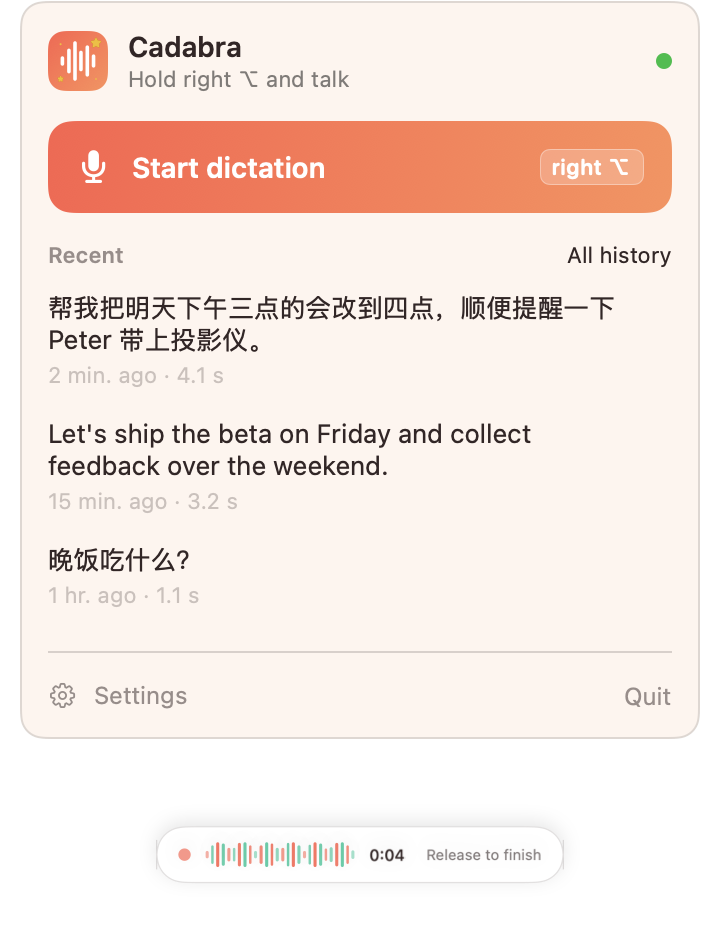 Cadabra
Hold right ⌥ and talk
Start dictation
right ⌥
Recent
All history
帮我把明天下午三点的会改到四点，顺便提醒一下
Peter 带上投影仪。
2 min. ago · 4.1 s
Let's ship the beta on Friday and collect
feedback over the weekend.
15 min. ago · 3.2 s
晚饭吃什么？
1 hr. ago · 1.1 s
Settings
Quit
0:04
Release to finish